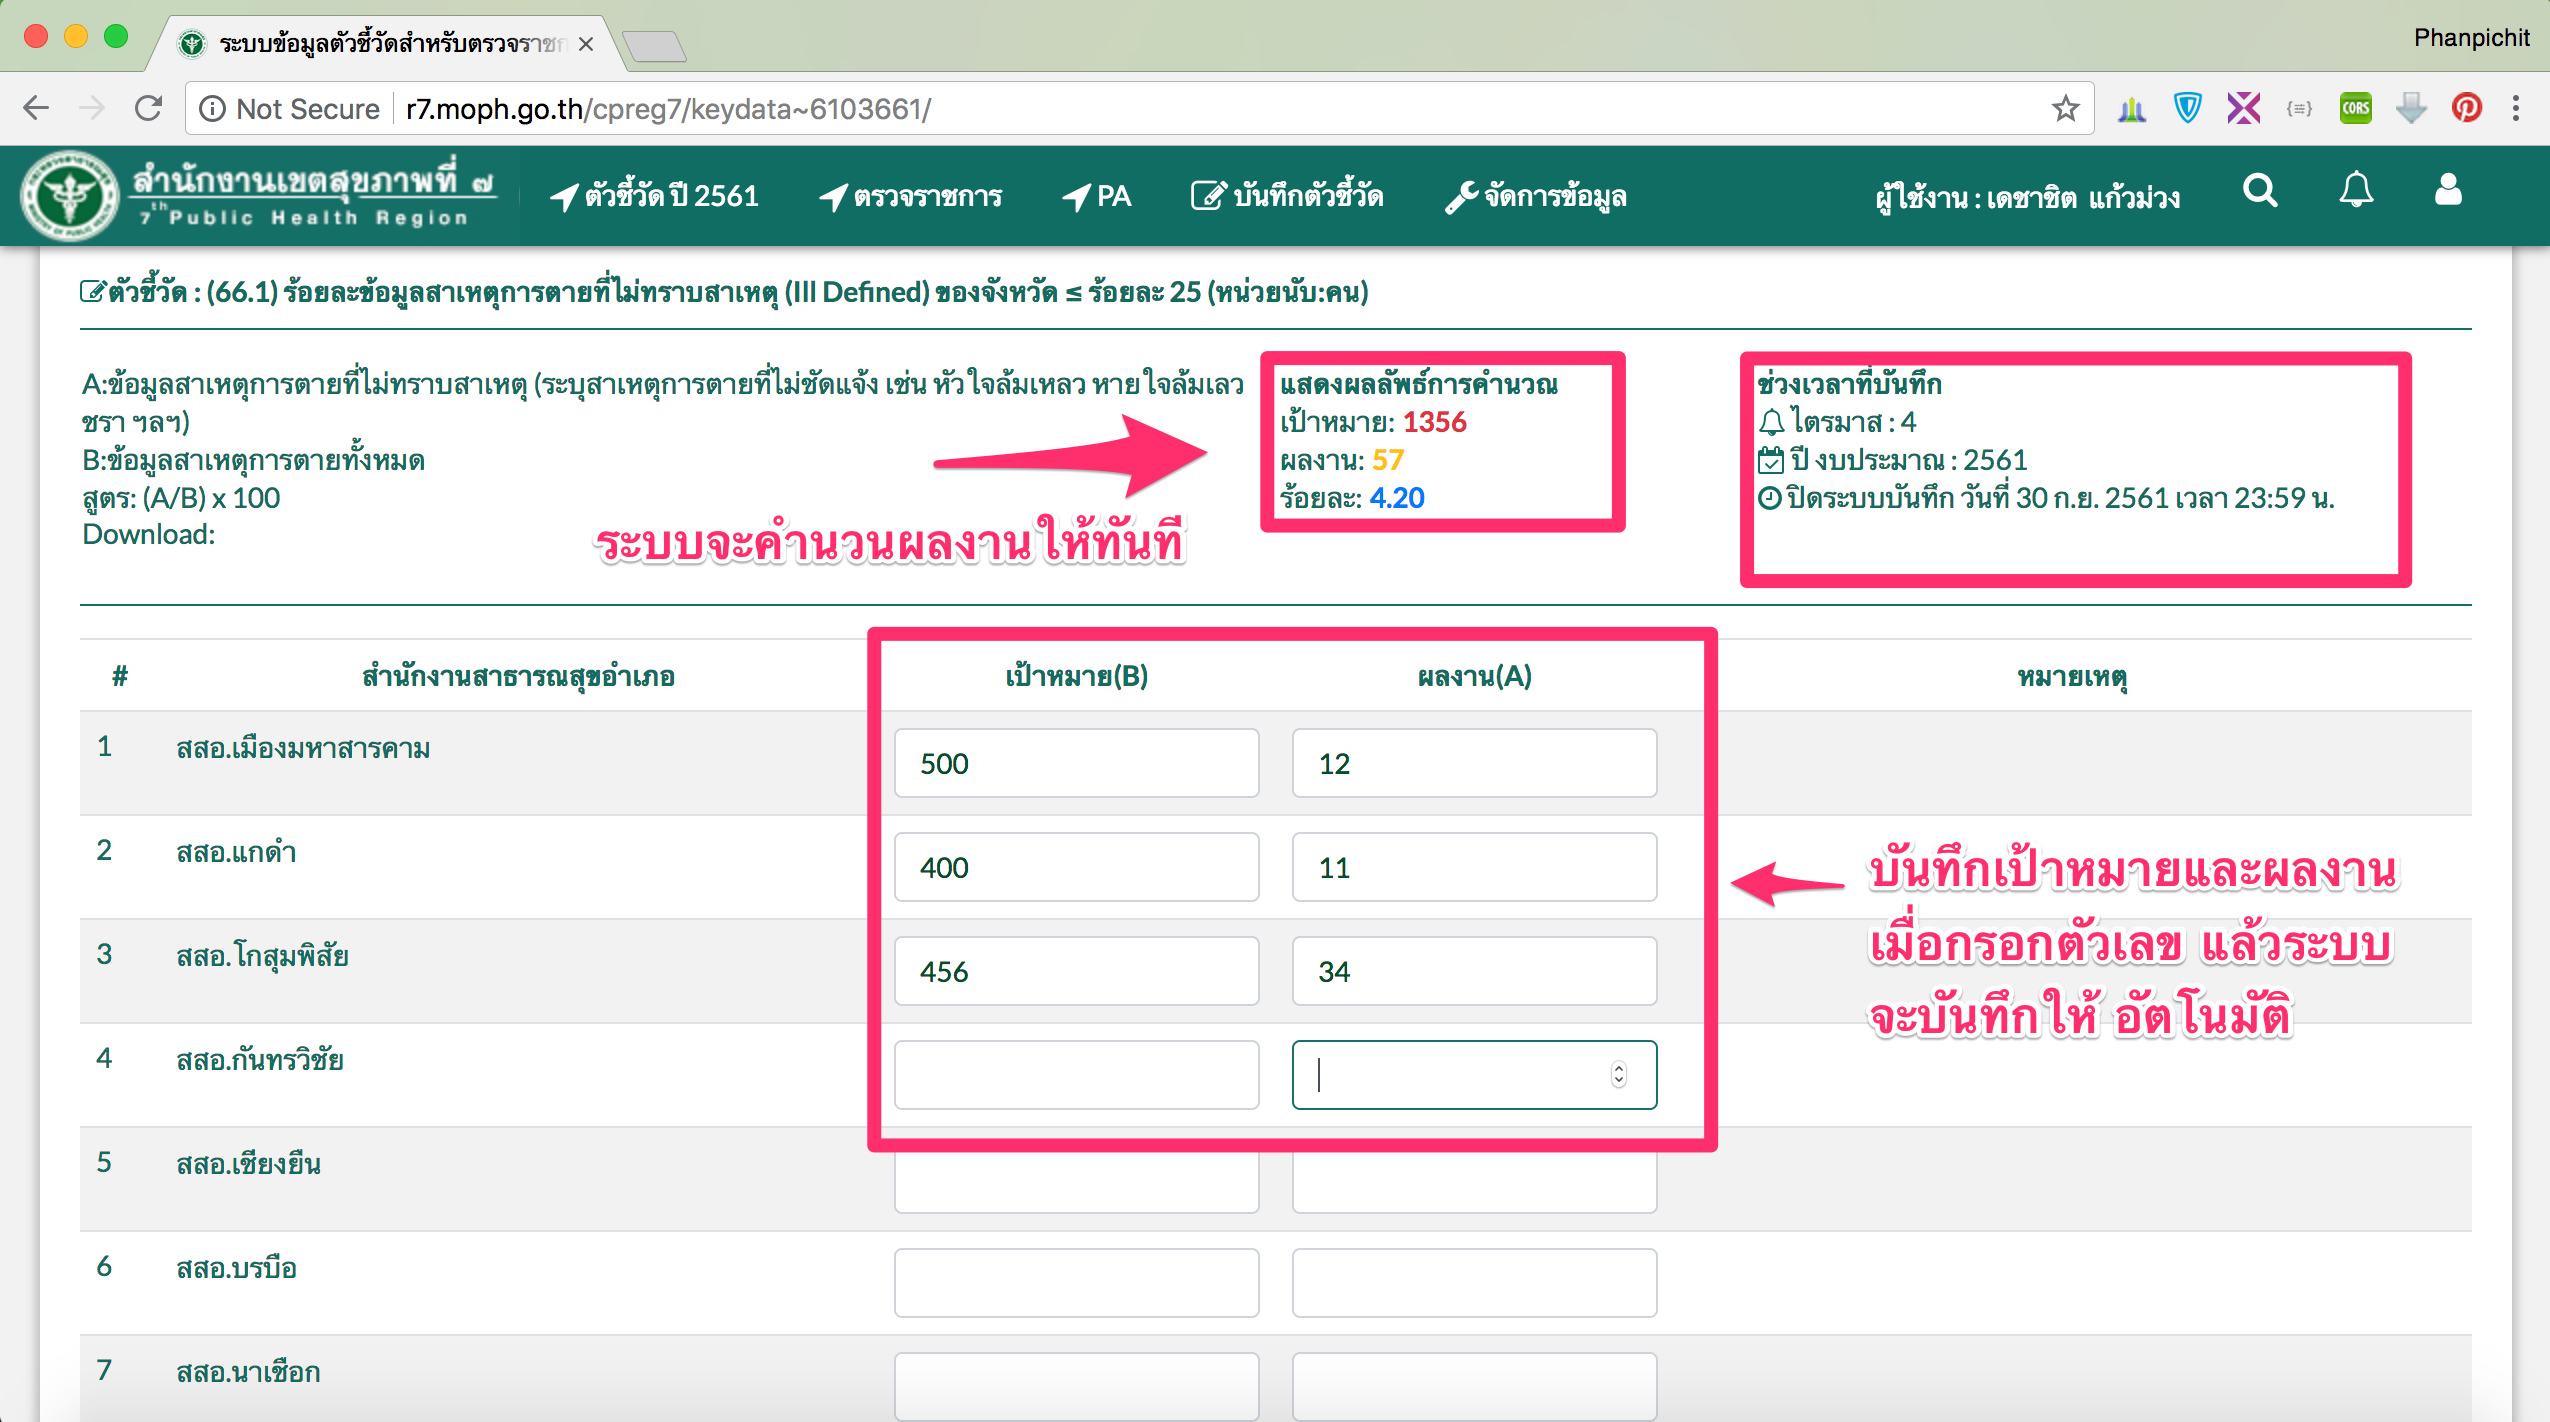 ระบบข้อมูลตัวชี้วัดสำหรับตรวจราชก
Phanpichit
Not Secure r7.moph.go.th/cpreg7/keydata~6103661/
CORS
สำนักงานเขตสุขภาพที่ ๗
7th Public Health Region
ตัวชี้วัด ปี 2561 ตรวจราชการ PA บันทึกตัวชี้วัด จัดการข้อมูล ผู้ใช้งาน : เดชาชิต แก้วม่วง
ตัวชี้วัด : (66.1) ร้อยละข้อมูลสาเหตุการตายที่ไม่ทราบสาเหตุ (Ill Defined) ของจังหวัด ≤ ร้อยละ 25 (หน่วยนับ:คน)
A:ข้อมูลสาเหตุการตายที่ไม่ทราบสาเหตุ (ระบุสาเหตุการตายที่ไม่ชัดแจ้ง เช่น หัวใจล้มเหลว หายใจล้มเลว
ชรา ฯลฯ)
B:ข้อมูลสาเหตุการตายทั้งหมด
สูตร: (A/B) x 100
Download:
ระบบจะคำนวนผลงานให้ทันที
แสดงผลลัพธ์การคำนวณ
เป้าหมาย: 1356
ผลงาน: 57
ร้อยละ: 4.20
ช่วงเวลาที่บันทึก
ไตรมาส : 4
ปี งบประมาณ : 2561
ปิดระบบบันทึก วันที่ 30 ก.ย. 2561 เวลา 23:59 น.
# สำนักงานสาธารณสุขอำเภอ เป้าหมาย(B) ผลงาน(A) หมายเหตุ
1 สสอ.เมืองมหาสารคาม 500 12
2 สสอ.แกดำ 400 11
3 สสอ.โกสุมพิสัย 456 34
4 สสอ.กันทรวิชัย
5 สสอ.เชียงยืน
6 สสอ.บรบือ
7 สสอ.นาเชือก
บันทึกเป้าหมายและผลงาน
เมื่อกรอกตัวเลข แล้วระบบ
จะบันทึกให้ อัตโนมัติ